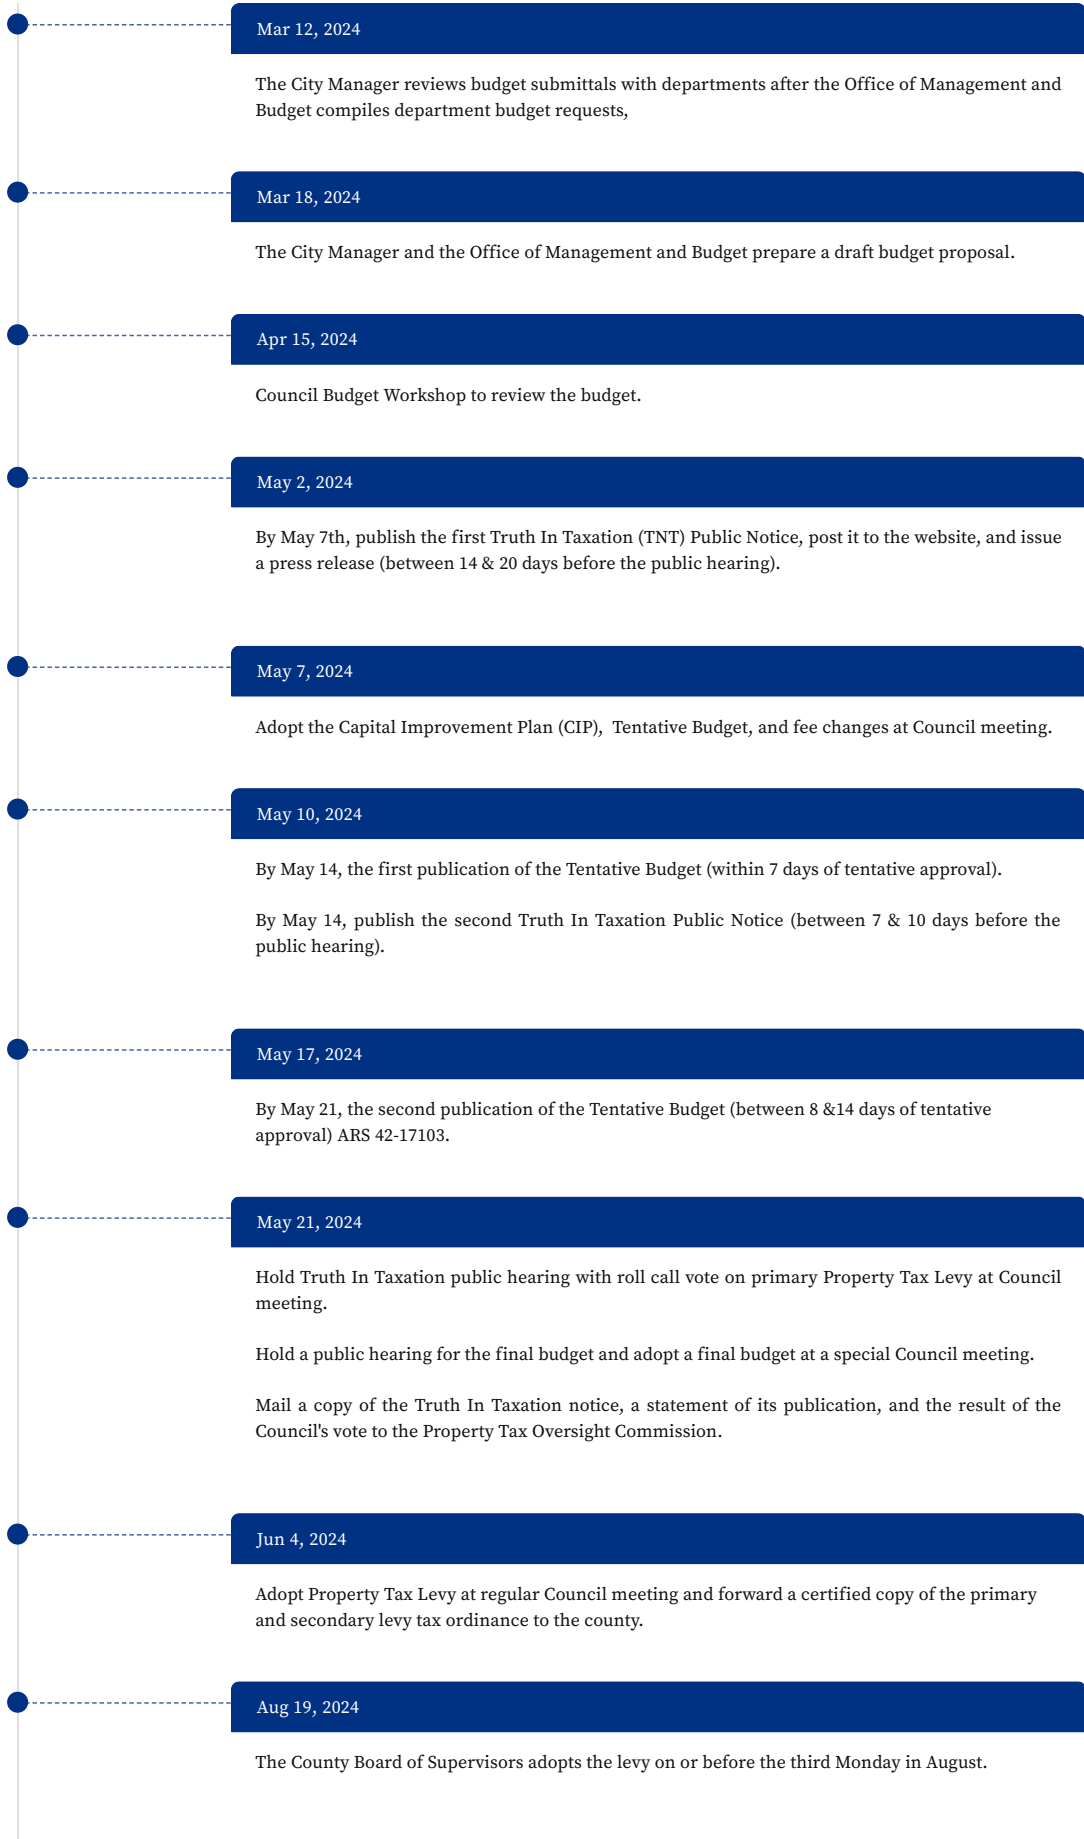 Mar 12, 2024
The City Manager reviews budget submittals with departments after the Office of Management and
Budget compiles department budget requests,
Mar 18, 2024
The City Manager and the Office of Management and Budget prepare a draft budget proposal.
Apr 15, 2024
Council Budget Workshop to review the budget.
May 2, 2024
By May 7th, publish the first Truth In Taxation (TNT) Public Notice, post it to the website, and issue
a press release (between 14 & 20 days before the public hearing).
May 7, 2024
Adopt the Capital Improvement Plan (CIP),  Tentative Budget, and fee changes at Council meeting.
May 10, 2024
By May 14, the first publication of the Tentative Budget (within 7 days of tentative approval).
By May 14, publish the second Truth In Taxation Public Notice (between 7 & 10 days before the
public hearing).
May 17, 2024
By May 21, the second publication of the Tentative Budget (between 8 &14 days of tentative
approval) ARS 42-17103.
May 21, 2024
Hold Truth In Taxation public hearing with roll call vote on primary Property Tax Levy at Council
meeting.
Hold a public hearing for the final budget and adopt a final budget at a special Council meeting.
Mail a copy of the Truth In Taxation notice, a statement of its publication, and the result of the
Council's vote to the Property Tax Oversight Commission.
Jun 4, 2024
Adopt Property Tax Levy at regular Council meeting and forward a certified copy of the primary
and secondary levy tax ordinance to the county.
Aug 19, 2024
The County Board of Supervisors adopts the levy on or before the third Monday in August.